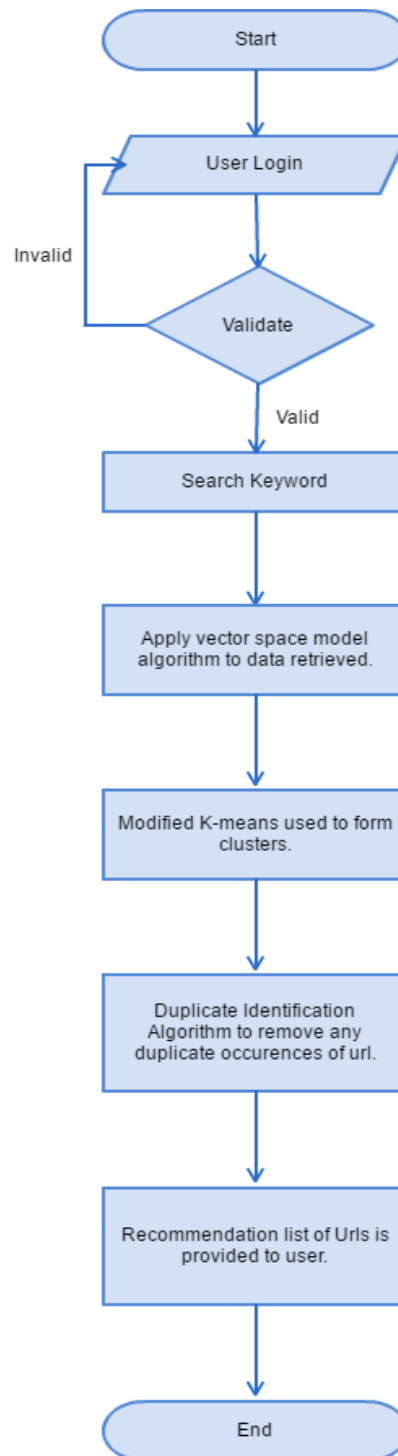 Start
User Login
Invalid
Validate
Valid
Search Keyword
Apply vector space model
algorithm to data retrieved.
Modified K-means used to form
clusters.
Duplicate Identification
Algorithm to remove any
duplicate occurences of url.
Recommendation list of Urls is
provided to user.
End